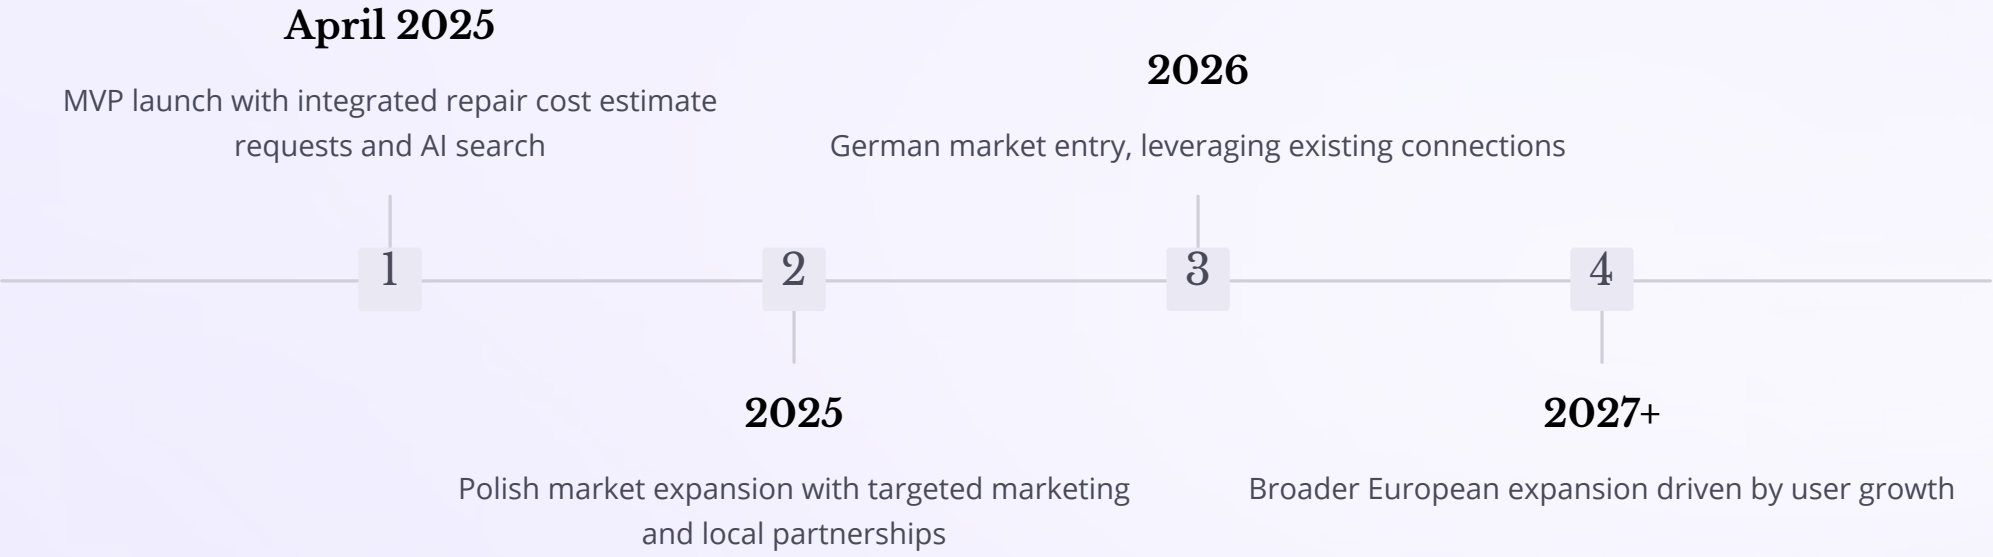 April 2025
MVP launch with integrated repair cost estimate
requests and AI search
2026
German market entry, leveraging existing connections
1
2
3
4
2025
Polish market expansion with targeted marketing
and local partnerships
2027+
Broader European expansion driven by user growth